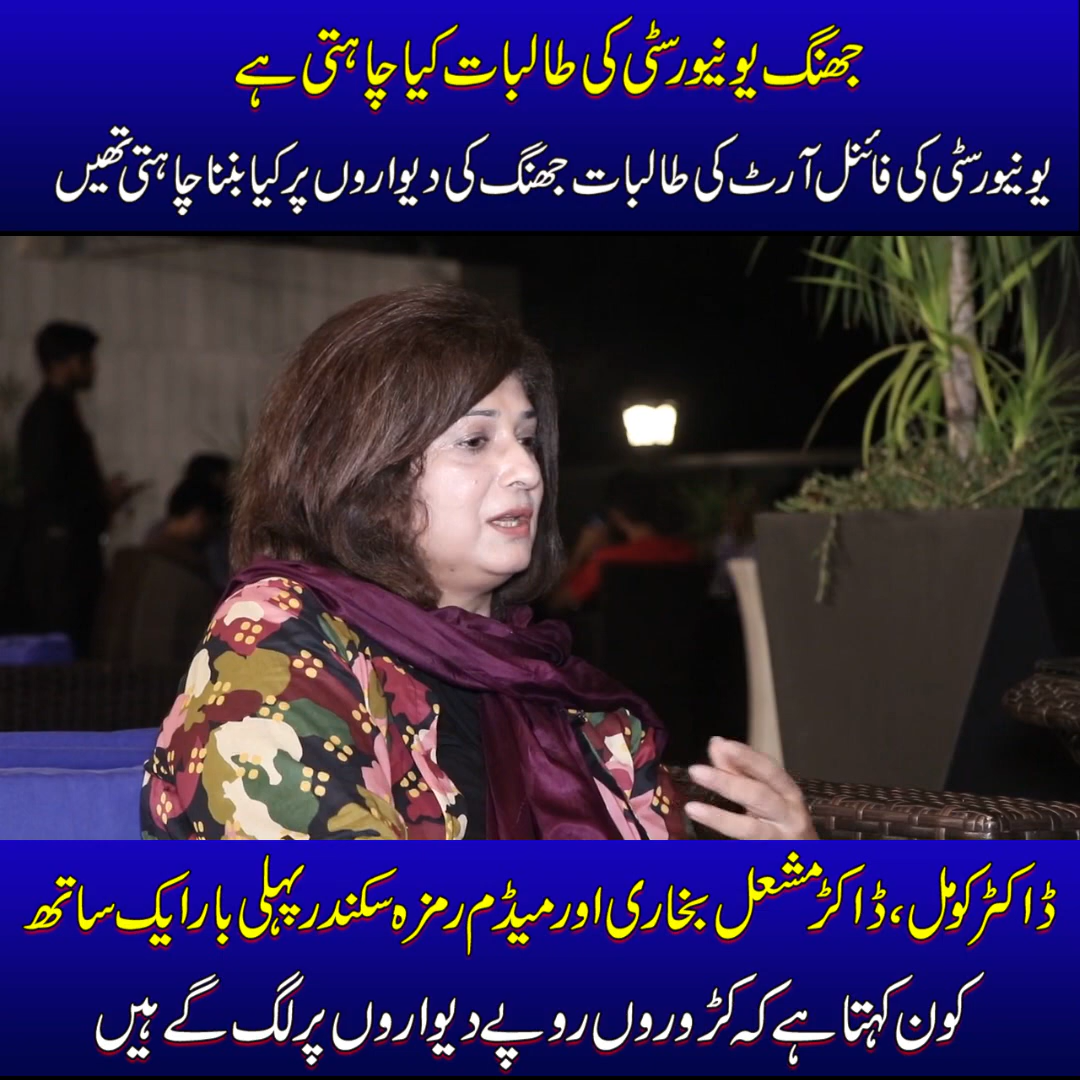 جھنگ یونیورسٹی کی طالبات کیا چاہتی ہے
یونیورسٹی کی فائنل آرٹ کی طالبات جھنگ کی دیواروں پر کیا بننا چاہتی تھیں
ڈاکٹر کومل، ڈاکڑ مشعل بخاری اور میڈم رمزہ سکندر پہلی بار ایک ساتھ
کون کہتا ہے کہ کڑوروں روپے دیواروں پر لگ گے ہیں